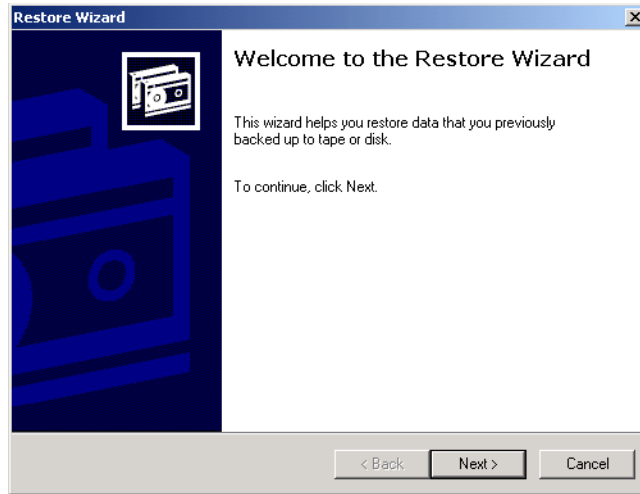 Restore Wizard
Welcome to the Restore Wizard
This wizard helps you restore data that you previously
backed up to tape or disk.
To continue, click Next.
< Back
Next >
Cancel